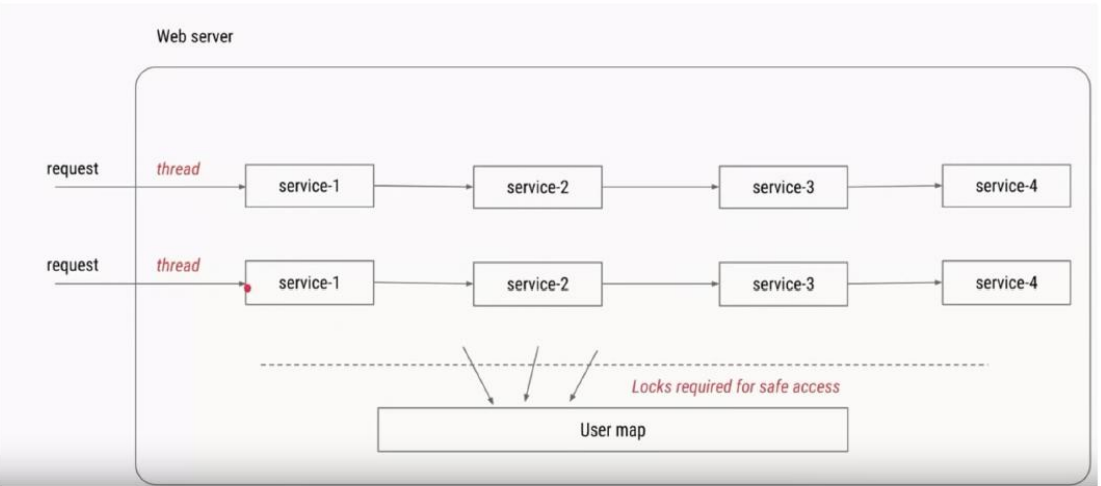 Web server
request
thread
service-1
service-2
service-3
service-4
request
thread
service-1
service-2
service-3
service-4
Locks required for safe access
User map